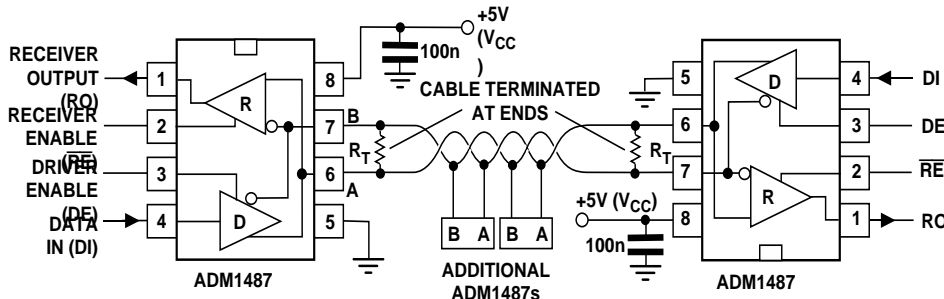 RECEIVER
OUTPUT
(RO)
RECEIVER
ENABLE
(RE)
DRIVER
ENABLE
(DE)
DATA
IN (DI)
1
2
3
4
8
7
6
5
R
D
ADM1487
+5V
(VCC
)
100n
B
A
RT
CABLE TERMINATED
AT ENDS
RT
B A
B A
ADDITIONAL
ADM1487s
+5V (VCC)
100n
5
6
7
8
4
3
2
1
D
R
ADM1487
DI
DE
RE
RO